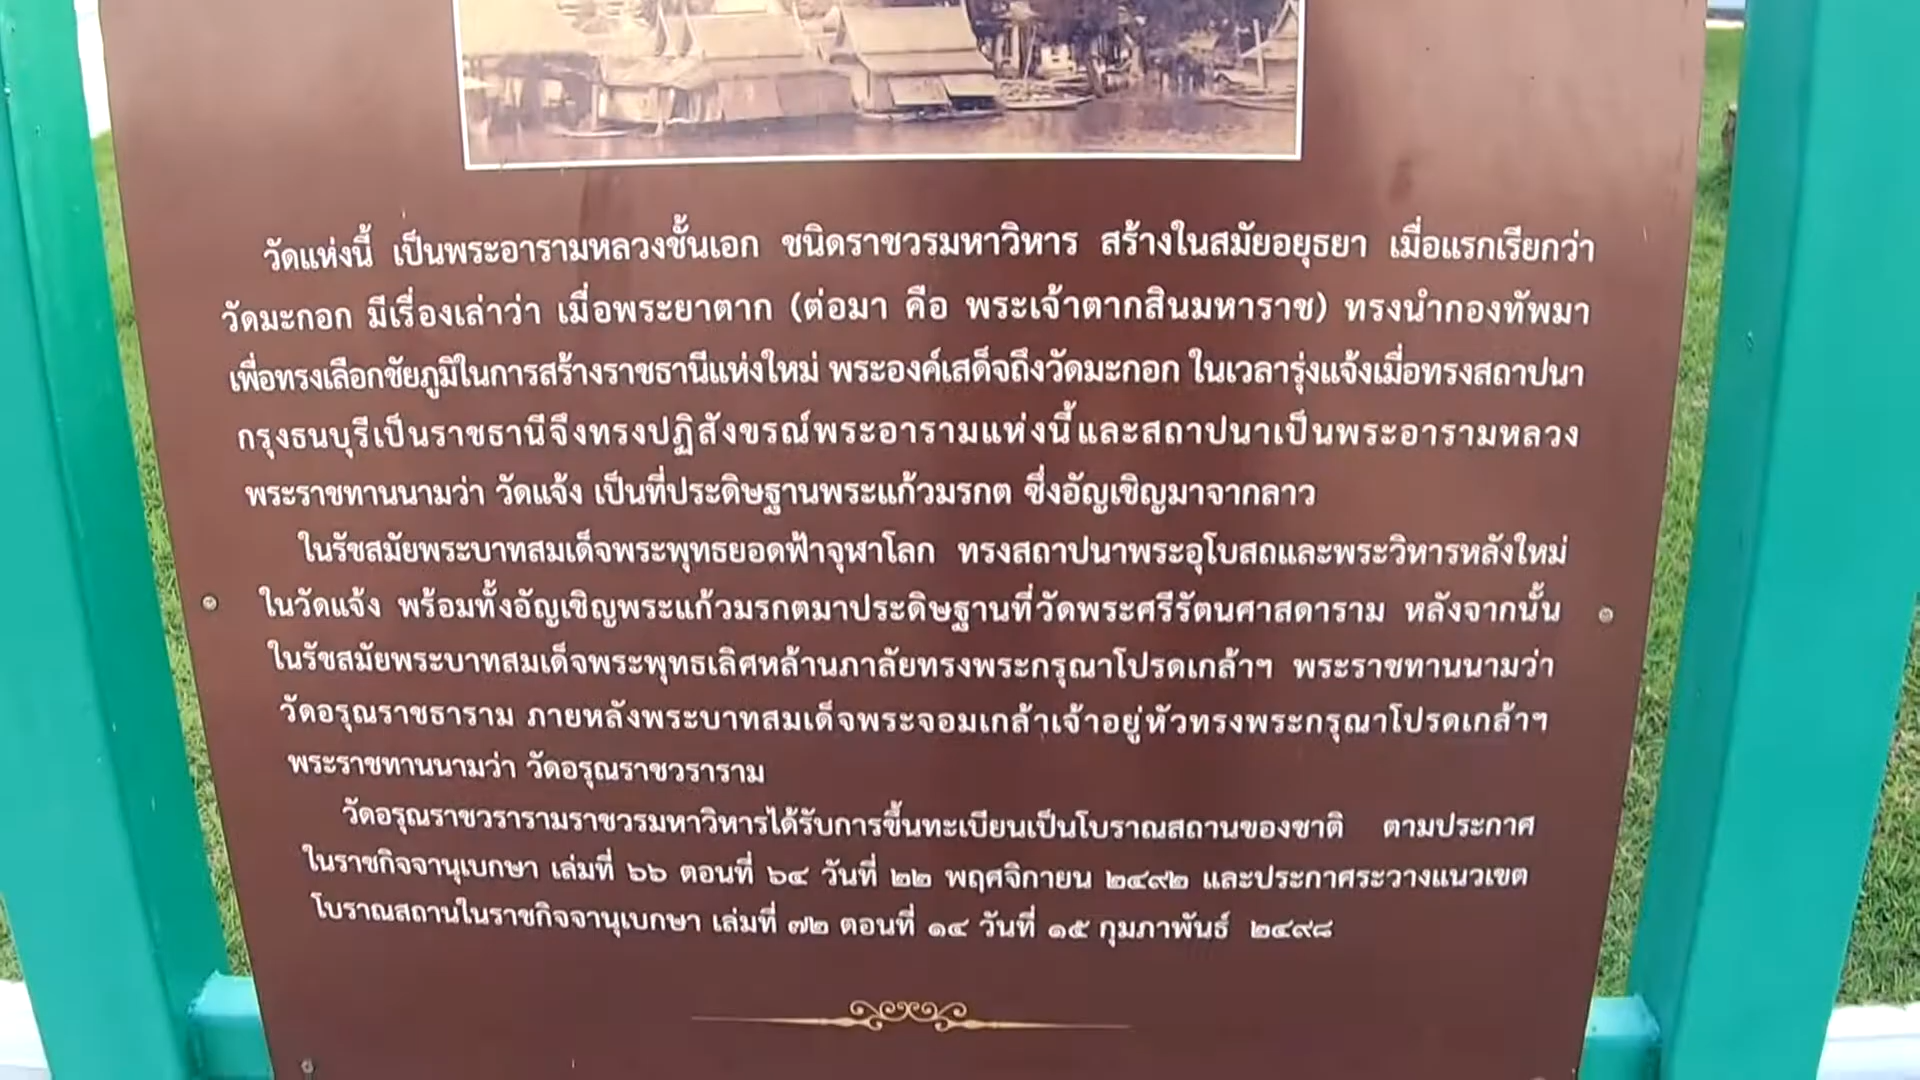 วัดแห่งนี้ เป็นพระอารามหลวงชั้นเอก ชนิดราชวรมหาวิหาร สร้างในสมัยอยุธยา เมื่อแรกเรียกว่า
วัดมะกอก มีเรื่องเล่าว่า เมื่อพระยาตาก (ต่อมา คือ พระเจ้าตากสินมหาราช) ทรงนำกองทัพมา
เพื่อทรงเลือกชัยภูมิในการสร้างราชธานีแห่งใหม่ พระองค์เสด็จถึงวัดมะกอก ในเวลารุ่งแจ้งเมื่อทรงสถาปนา
กรุงธนบุรีเป็นราชธานีจึงทรงปฏิสังขรณ์พระอารามแห่งนี้และสถาปนาเป็นพระอารามหลวง
พระราชทานนามว่า วัดแจ้ง เป็นที่ประดิษฐานพระแก้วมรกต ซึ่งอัญเชิญมาจากลาว
ในรัชสมัยพระบาทสมเด็จพระพุทธยอดฟ้าจุฬาโลก ทรงสถาปนาพระอุโบสถและพระวิหารหลังใหม่
ในวัดแจ้ง พร้อมทั้งอัญเชิญพระแก้วมรกตมาประดิษฐานที่วัดพระศรีรัตนศาสดาราม หลังจากนั้น
ในรัชสมัยพระบาทสมเด็จพระพุทธเลิศหล้านภาลัยทรงพระกรุณาโปรดเกล้าฯ พระราชทานนามว่า
วัดอรุณราชธาราม ภายหลังพระบาทสมเด็จพระจอมเกล้าเจ้าอยู่หัวทรงพระกรุณาโปรดเกล้าฯ
พระราชทานนามว่า วัดอรุณราชวราราม
วัดอรุณราชวรารามราชวรมหาวิหารได้รับการขึ้นทะเบียนเป็นโบราณสถานของชาติ ตามประกาศ
ในราชกิจจานุเบกษา เล่มที่ ๖๖ ตอนที่ ๖๔ วันที่ ๒๒ พฤศจิกายน ๒๔๙๒ และประกาศระวางแนวเขต
โบราณสถานในราชกิจจานุเบกษา เล่มที่ ๗๒ ตอนที่ ๑๔ วันที่ ๑๕ กุมภาพันธ์ ๒๔๙๘